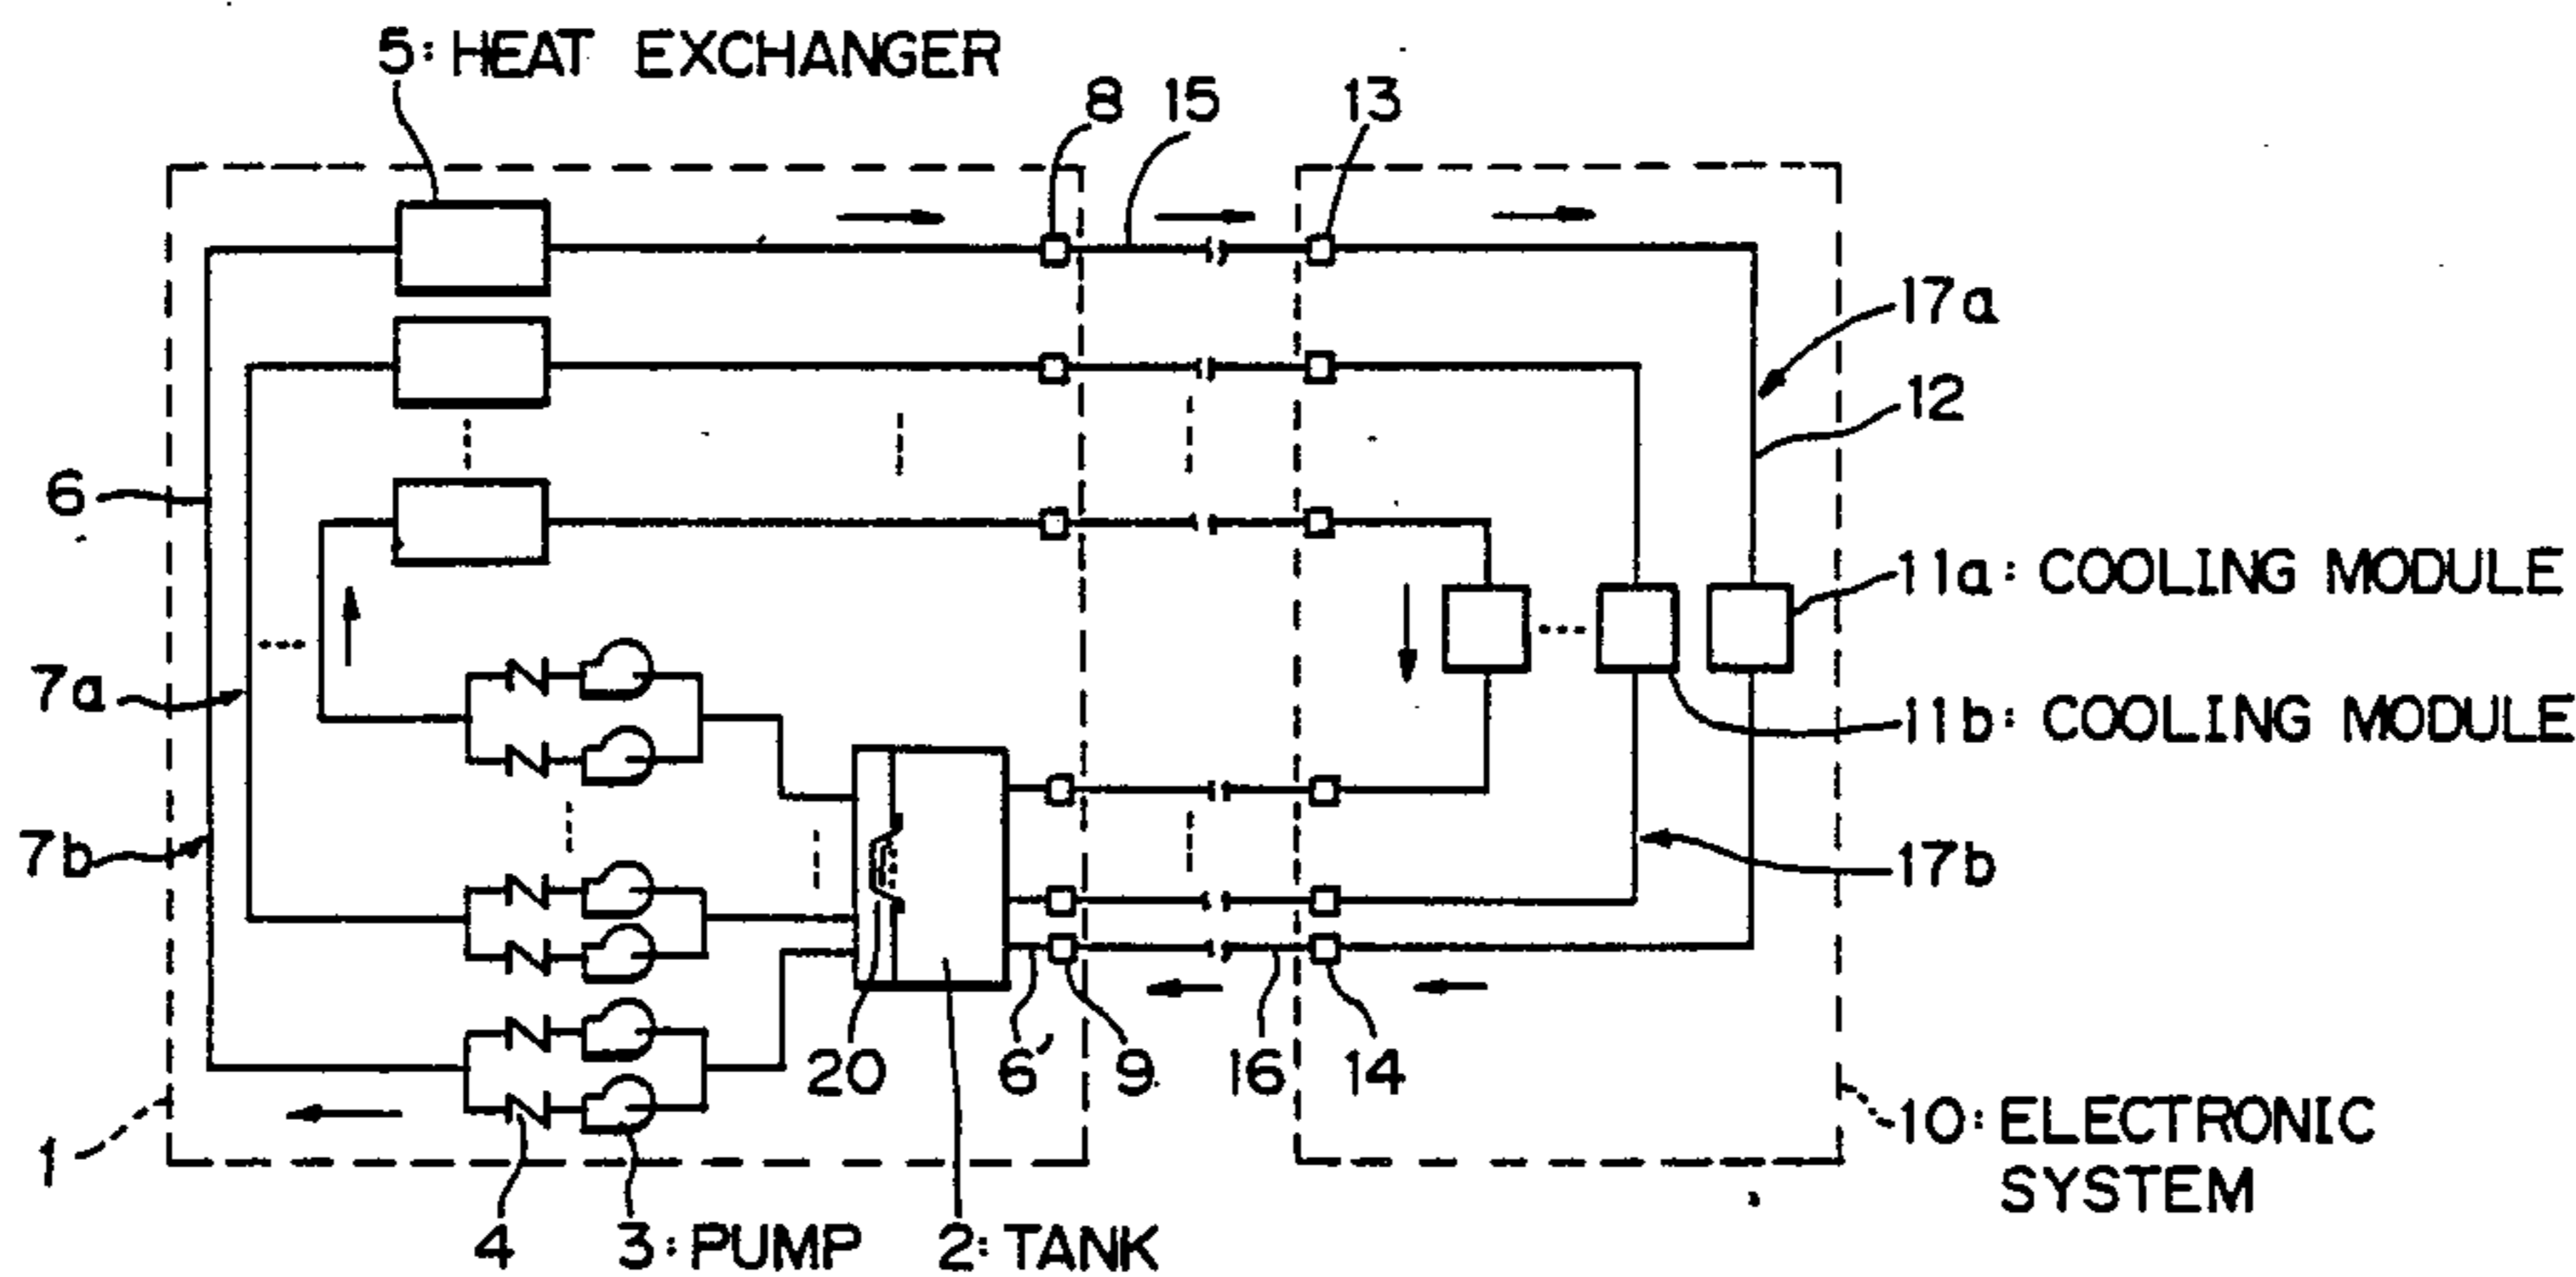 5: HEAT EXCHANGER
8
15
13
17a
12
6
11a: COOLING MODULE
7a
11b: COOLING MODULE
7b
17b
20
6'
9
16
14
1
10: ELECTRONIC
SYSTEM
4
3: PUMP
2: TANK